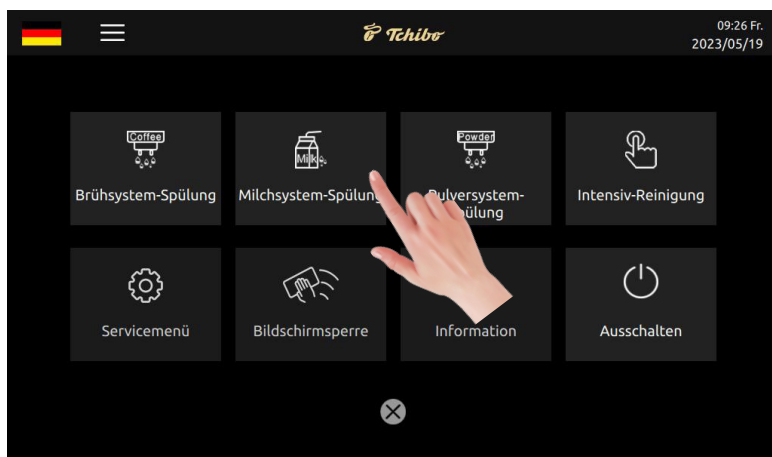 Tchibo
09:26 Fr.
2023/05/19
Coffee
Brühsystem-Spülung
Milk
Milchsystem-Spülung
Powder
Pulversystem-
Intensiv-Reinigung
Servicemenü
Bildschirmsperre
Information
Ausschalten